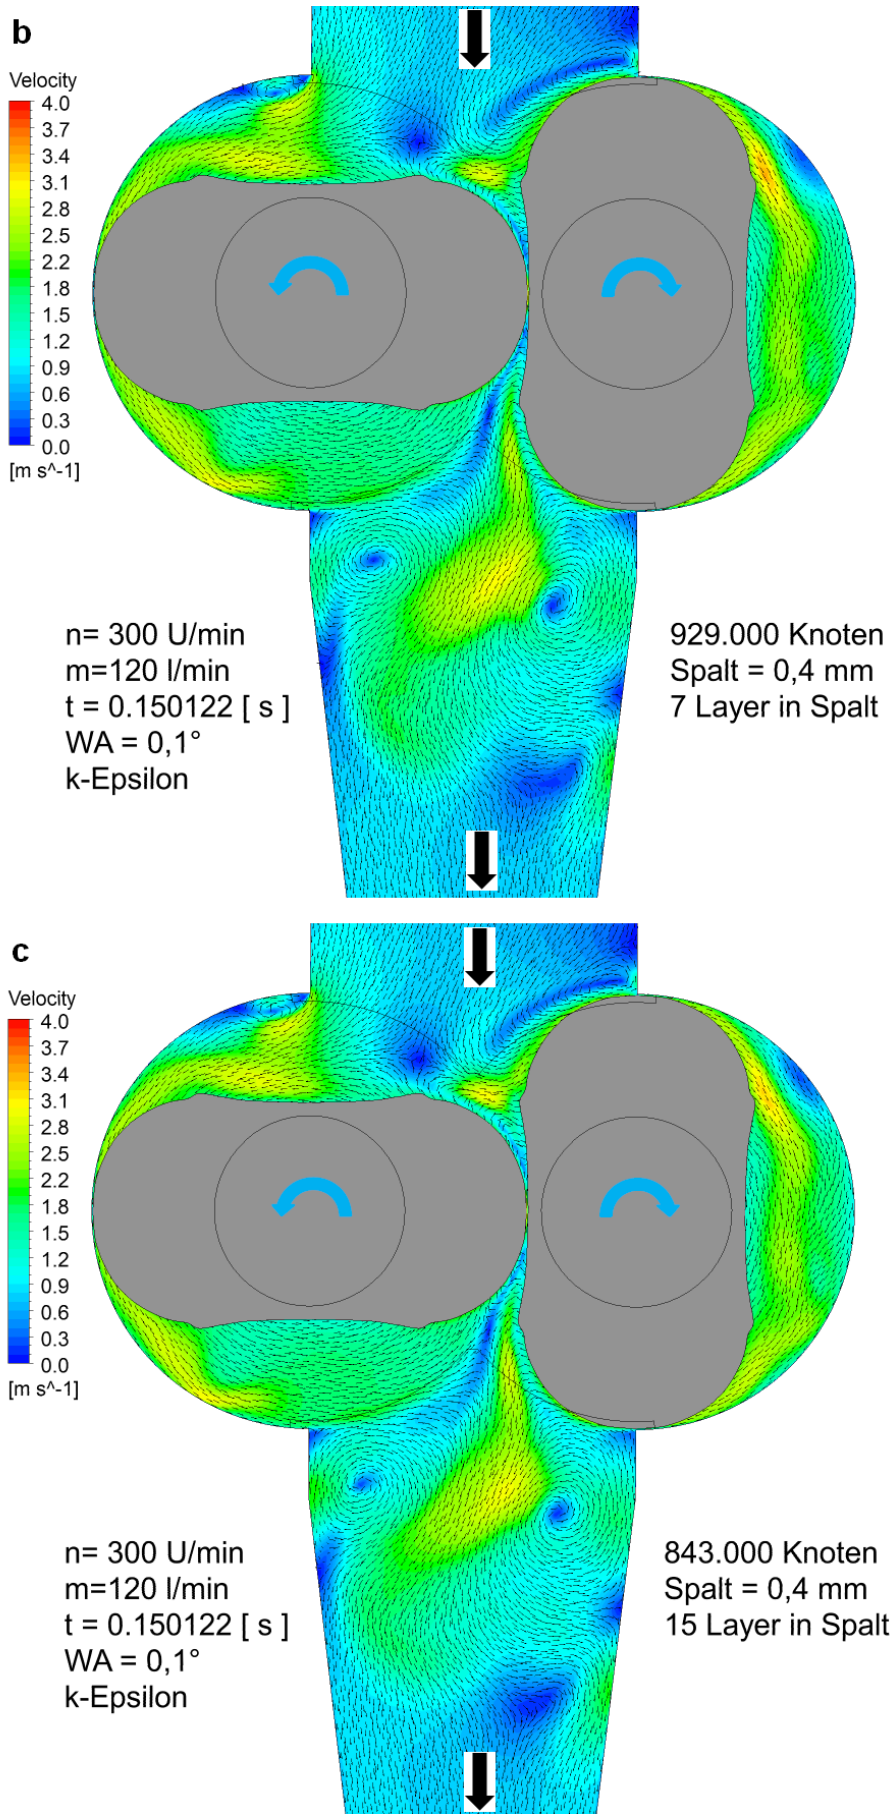 b
Velocity
4.0
3.7
3.4
3.1
2.8
2.5
2.2
1.8
1.5
1.2
0.9
0.6
0.3
0.0
[m s^-1]
n= 300 U/min
m=120 l/min
t = 0.150122 [ s ]
WA = 0,1°
k-Epsilon
929.000 Knoten
Spalt = 0,4 mm
7 Layer in Spalt
c
Velocity
4.0
3.7
3.4
3.1
2.8
2.5
2.2
1.8
1.5
1.2
0.9
0.6
0.3
0.0
[m s^-1]
n= 300 U/min
m=120 l/min
t = 0.150122 [ s ]
WA = 0,1°
k-Epsilon
843.000 Knoten
Spalt = 0,4 mm
15 Layer in Spalt